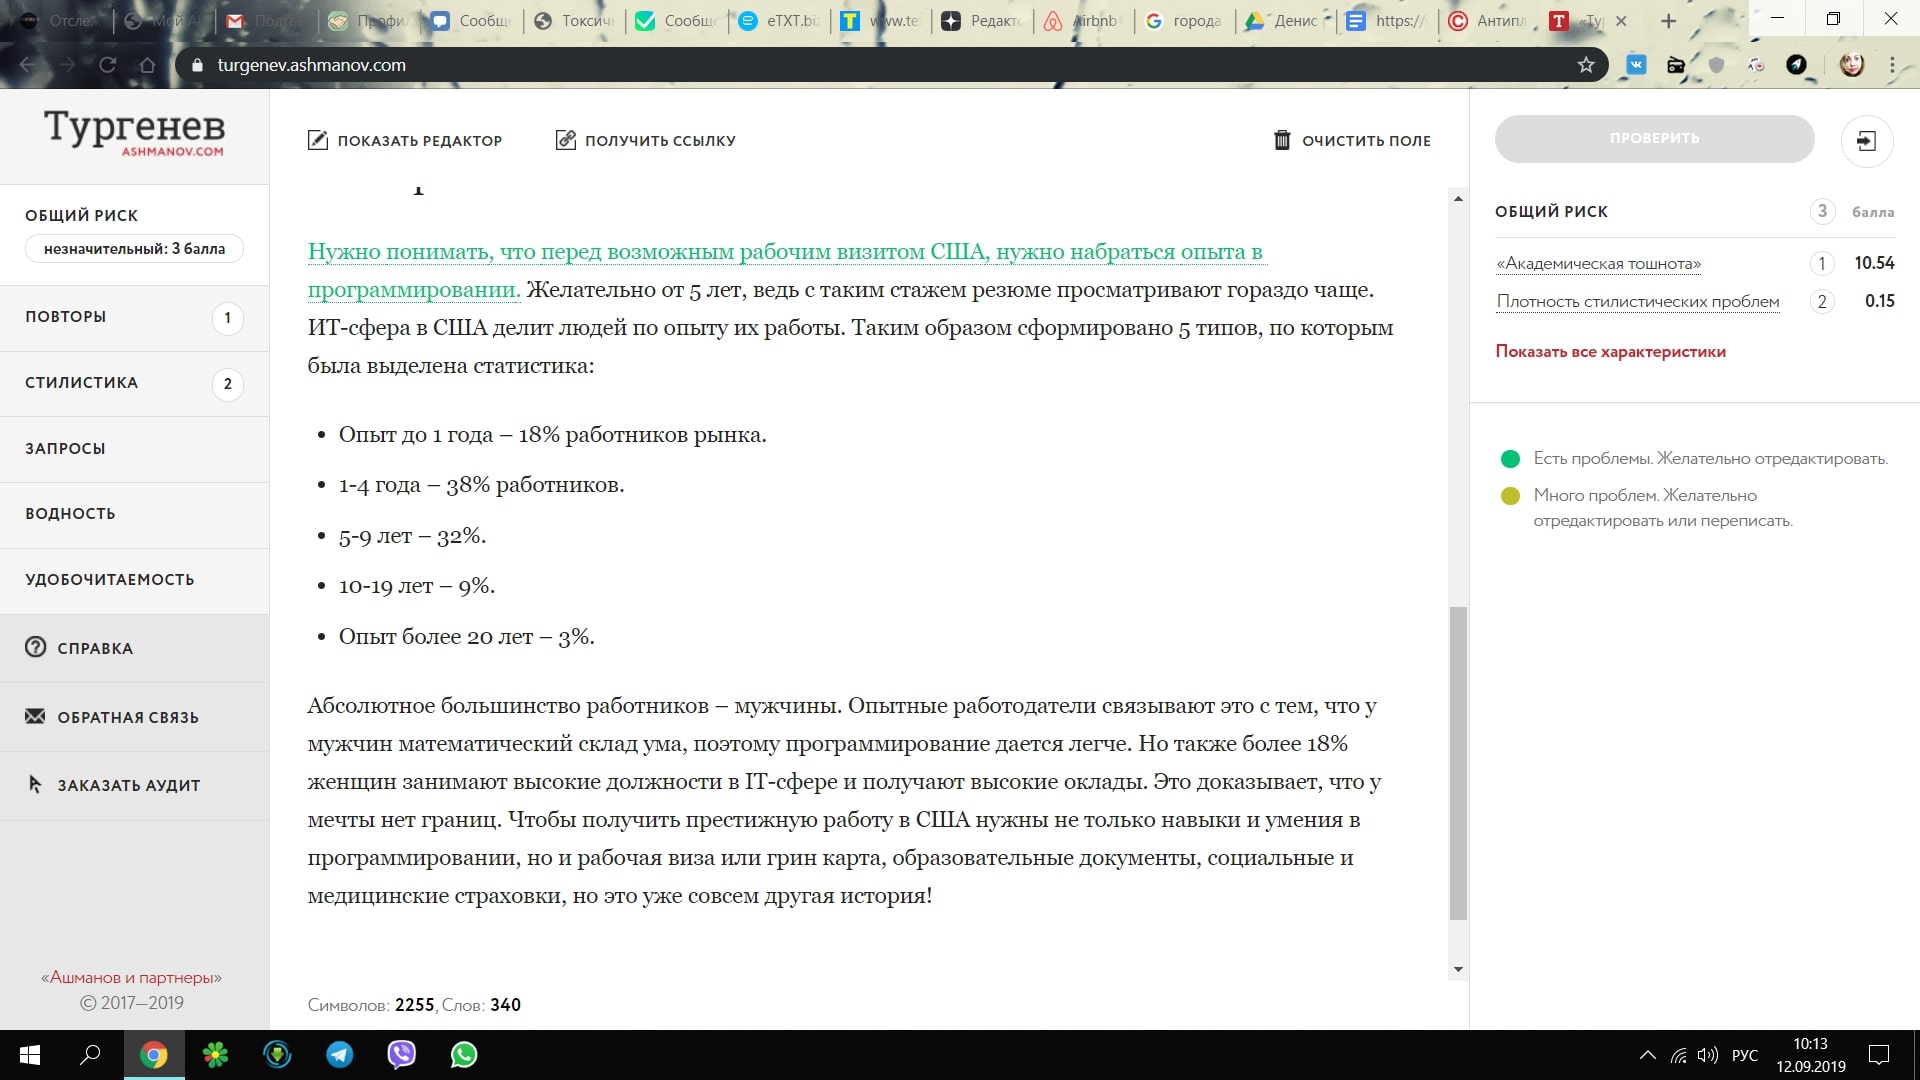 Отсле
Мой А
Подтв
Профи
Сообще
Токсич
Сообщ
eTXT.bi
www.te
Редакто
Airbnb
города
Денис
https://
Антипл
«Ту
turgenev.ashmanov.com
Тургенев
ASHMANOV.COM
ПОКАЗАТЬ РЕДАКТОР
ПОЛУЧИТЬ ССЫЛКУ
ОЧИСТИТЬ ПОЛЕ
ПРОВЕРИТЬ
ОБЩИЙ РИСК
незначительный: 3 балла
ПОВТОРЫ 1
СТИЛИСТИКА 2
ЗАПРОСЫ
ВОДНОСТЬ
УДОБОЧИТАЕМОСТЬ
СПРАВКА
ОБРАТНАЯ СВЯЗЬ
ЗАКАЗАТЬ АУДИТ
«Ашманов и партнеры»
© 2017—2019
Нужно понимать, что перед возможным рабочим визитом США, нужно набраться опыта в
программировании. Желательно от 5 лет, ведь с таким стажем резюме просматривают гораздо чаще.
ИТ-сфера в США делит людей по опыту их работы. Таким образом сформировано 5 типов, по которым
была выделена статистика:
• Опыт до 1 года – 18% работников рынка.
• 1-4 года – 38% работников.
• 5-9 лет – 32%.
• 10-19 лет – 9%.
• Опыт более 20 лет – 3%.
Абсолютное большинство работников – мужчины. Опытные работодатели связывают это с тем, что у
мужчин математический склад ума, поэтому программирование дается легче. Но также более 18%
женщин занимают высокие должности в IT-сфере и получают высокие оклады. Это доказывает, что у
мечты нет границ. Чтобы получить престижную работу в США нужны не только навыки и умения в
программировании, но и рабочая виза или грин карта, образовательные документы, социальные и
медицинские страховки, но это уже совсем другая история!
Символов: 2255, Слов: 340
ОБЩИЙ РИСК 3 балла
«Академическая тошнота» 1 10.54
Плотность стилистических проблем 2 0.15
Показать все характеристики
Есть проблемы. Желательно отредактировать.
Много проблем. Желательно
отредактировать или переписать.
РУС
10:13
12.09.2019